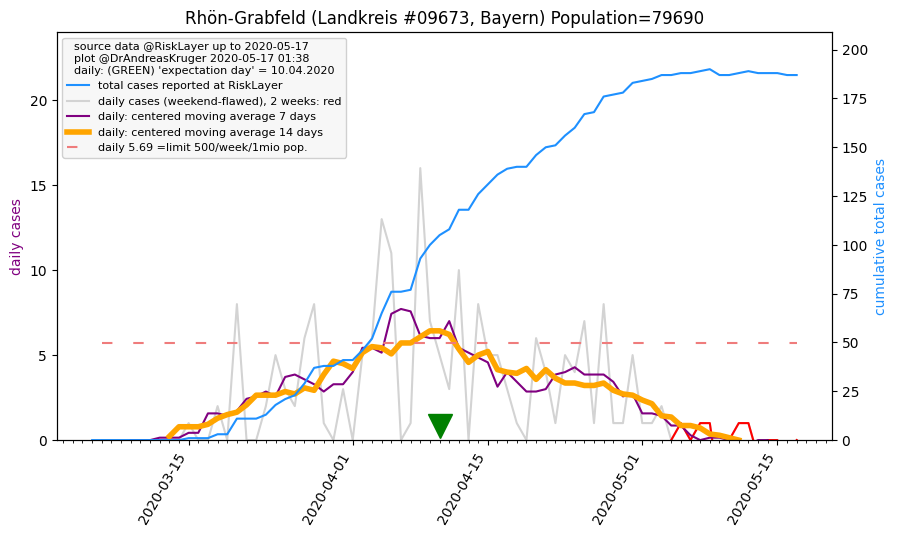 Rhön-Grabfeld (Landkreis #09673, Bayern) Population=79690
source data @RiskLayer up to 2020-05-17
plot @DrAndreasKruger 2020-05-17 01:38
daily: (GREEN) 'expectation day' = 10.04.2020
total cases reported at RiskLayer
daily cases (weekend-flawed), 2 weeks: red
daily: centered moving average 7 days
daily: centered moving average 14 days
daily 5.69 =limit 500/week/1mio pop.
daily cases
0
5
10
15
20
cumulative total cases
0
25
50
75
100
125
150
175
200
2020-03-15
2020-04-01
2020-04-15
2020-05-01
2020-05-15